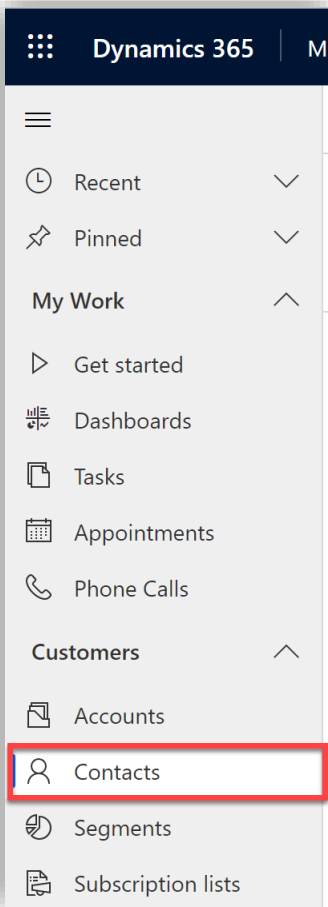 Dynamics 365 M
Recent
Pinned
My Work
Get started
Dashboards
Tasks
Appointments
Phone Calls
Customers
Accounts
Contacts
Segments
Subscription lists